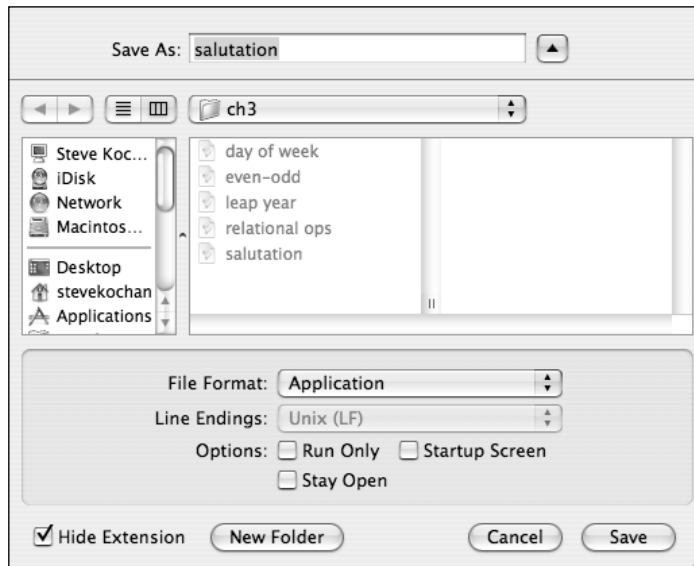 Save As: salutation
ch3
Steve Koc...
iDisk
Network
Macintos...
Desktop
stevekochan
Applications
day of week
even-odd
leap year
relational ops
salutation
File Format: Application
Line Endings: Unix (LF)
Options: Run Only Startup Screen
Stay Open
Hide Extension New Folder Cancel Save